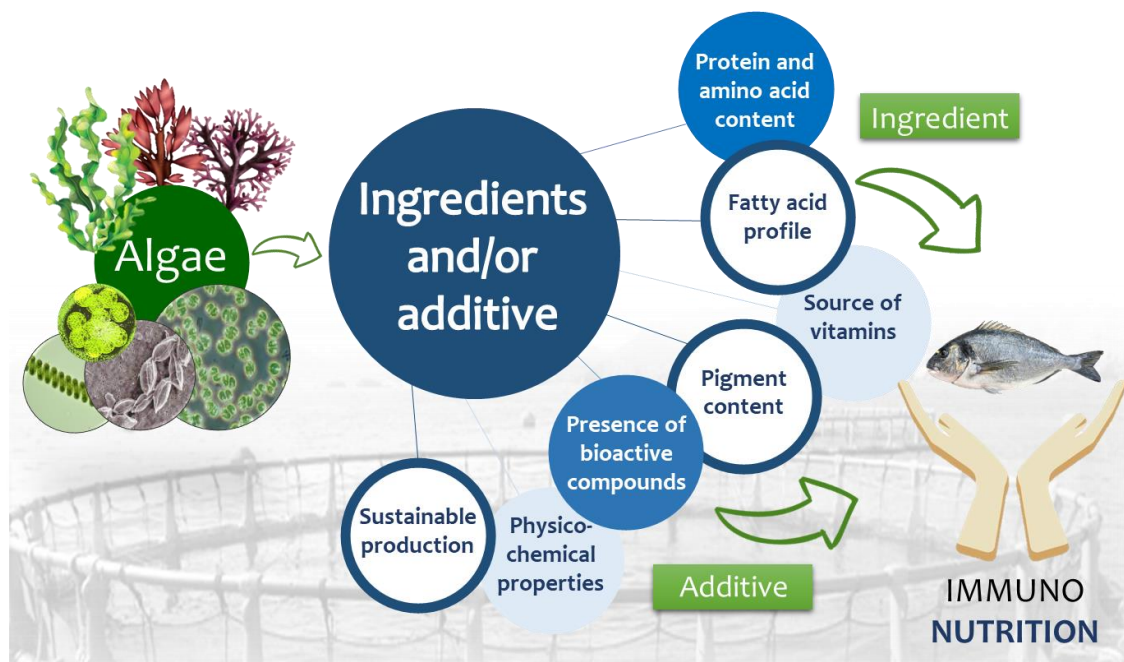 Algae
Ingredients
and/or
additive
Protein and
amino acid
content
Fatty acid
profile
Source of
vitamins
Pigment
content
Presence of
bioactive
compounds
Physico-
chemical
properties
Sustainable
production
Ingredient
Additive
IMMUNO
NUTRITION